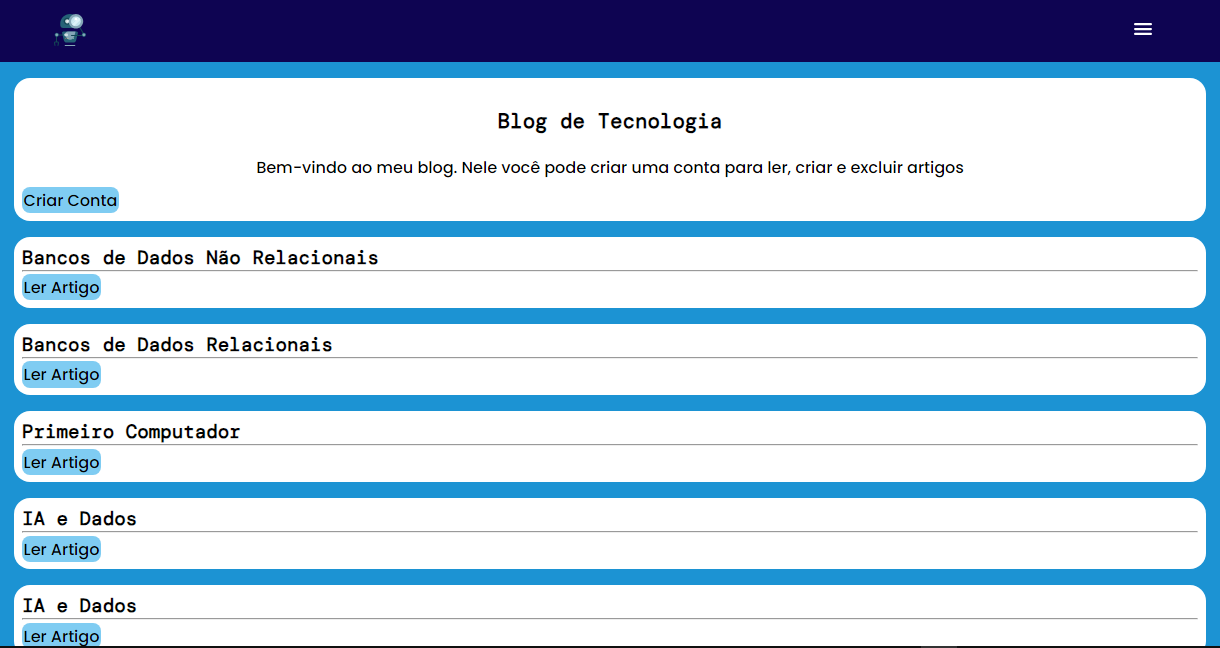 Blog de Tecnologia
Bem-vindo ao meu blog. Nele você pode criar uma conta para ler, criar e excluir artigos
Criar Conta
Bancos de Dados Não Relacionais
Ler Artigo
Bancos de Dados Relacionais
Ler Artigo
Primeiro Computador
Ler Artigo
IA e Dados
Ler Artigo
IA e Dados
Ler Artigo